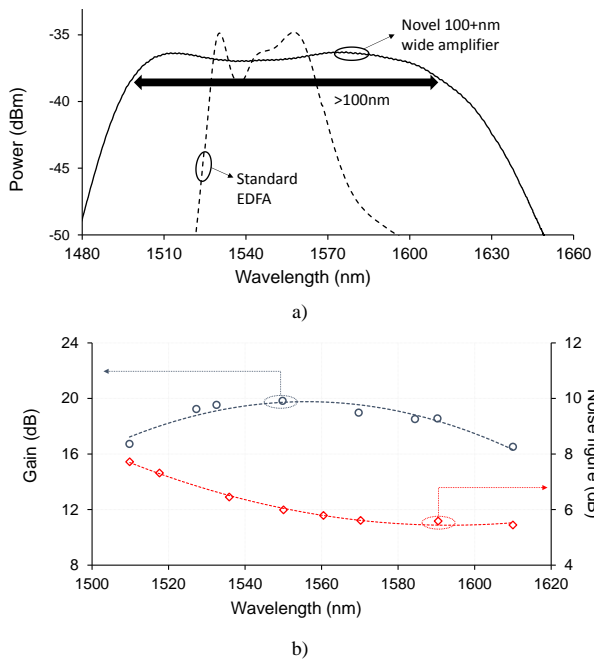 -35
-40
-45
-50
Power (dBm)
Novel 100+nm
wide amplifier
>100nm
Standard
EDFA
1480 1510 1540 1570 1600 1630 1660
Wavelength (nm)
a)
24
20
16
12
8
Gain (dB)
12
10
8
6
4
Noise figure (dB)
1500 1520 1540 1560 1580 1600 1620
Wavelength (nm)
b)